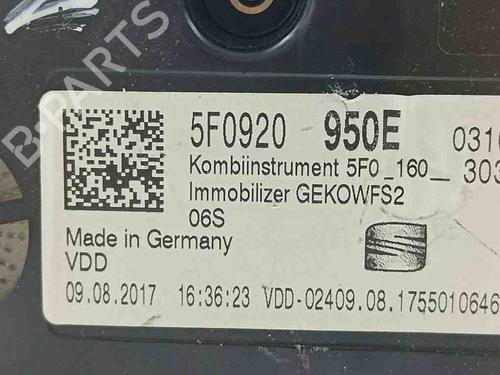 5F0920 950E 031
Kombiinstrument 5F0_160_ 303
Immobilizer GEKOWFS2
06S
Made in Germany
VDD
09.08.2017 16:36:23 VDD-02409.08.1755010646
B-PARTS